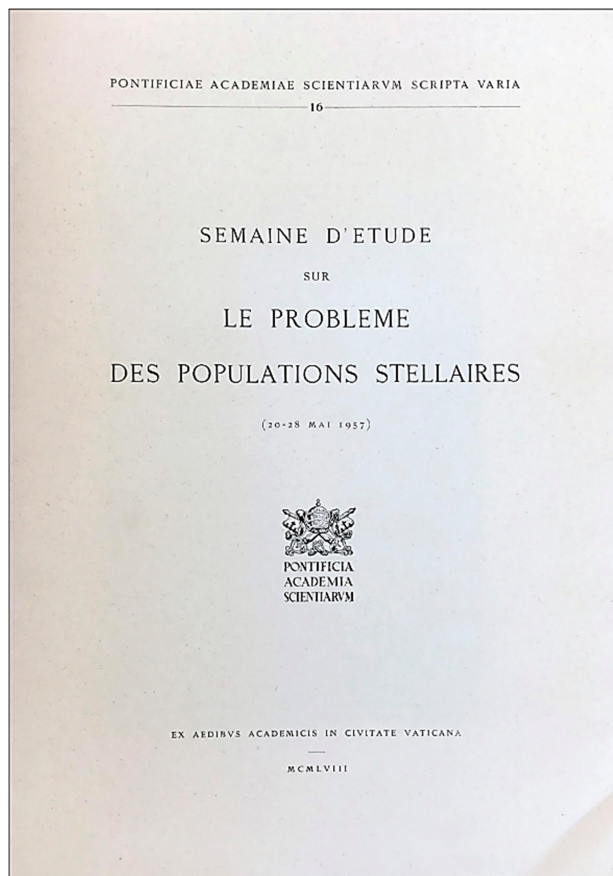 PONTIFICIAE ACADEMIAE SCIENTIARVM SCRIPTA VARIA
16
SEMAINE D'ETUDE
SUR
LE PROBLEME
DES POPULATIONS STELLAIRES
(20-28 MAI 1957)
PONTIFICIA
ACADEMIA
SCIENTIARVM
EX AEDIBVS ACADEMICIS IN CIVITATE VATICANA
MCMLVIII